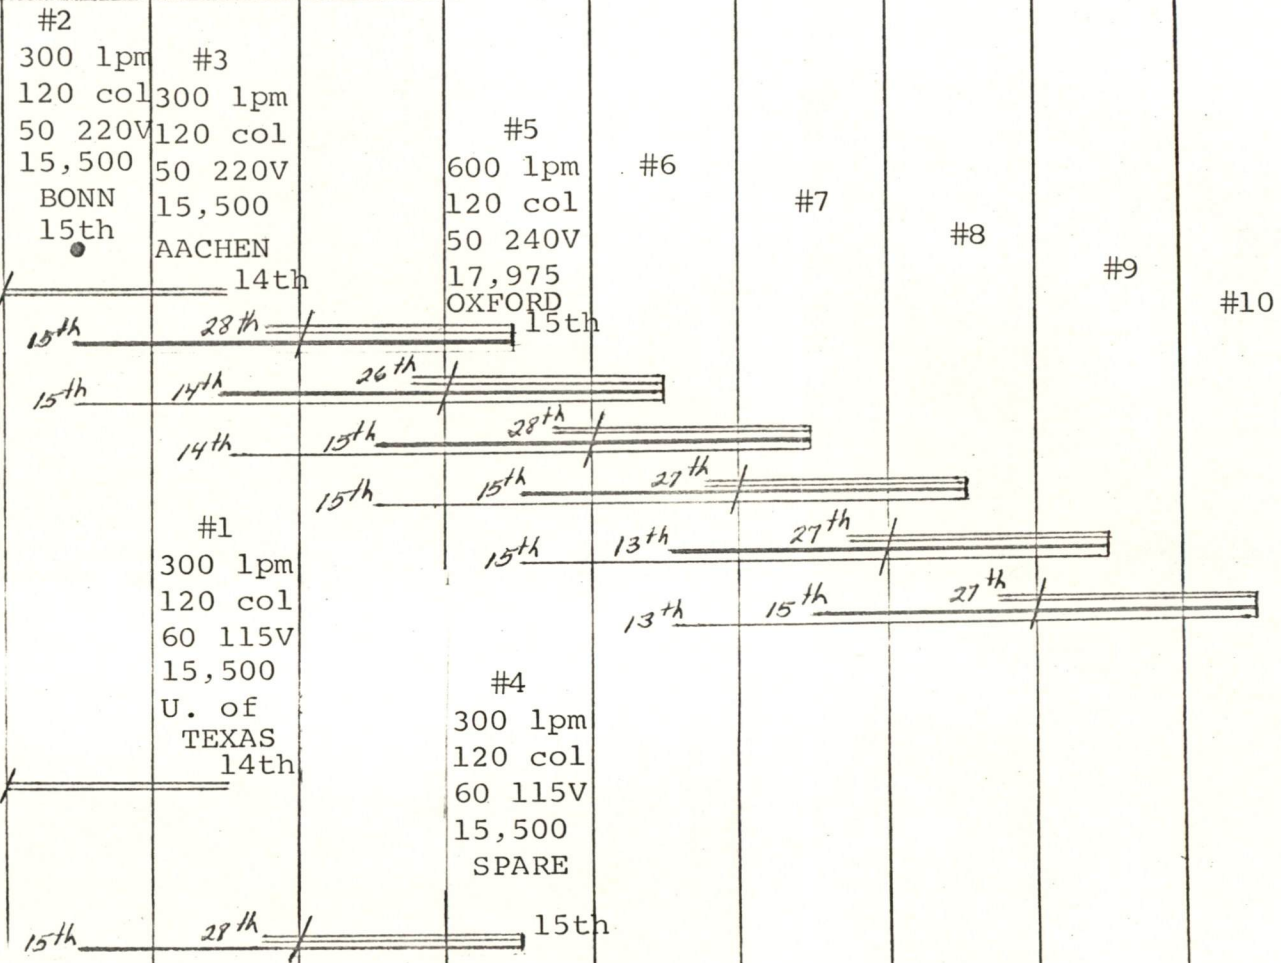 #2
300 lpm
120 col
50 220V
15,500
BONN
15th
#3
300 lpm
120 col
50 220V
15,500
AACHEN
14th
#5
600 lpm
120 col
50 240V
17,975
OXFORD
15th
#6
#7
#8
#9
#10
15th 28th
15th 14th 26th
14th 15th 28th
15th 15th 27th
15th 13th 27th
13th 15th 27th
#1
300 lpm
120 col
60 115V
15,500
U. of
TEXAS
14th
#4
300 lpm
120 col
60 115V
15,500
SPARE
15th
15th 28th